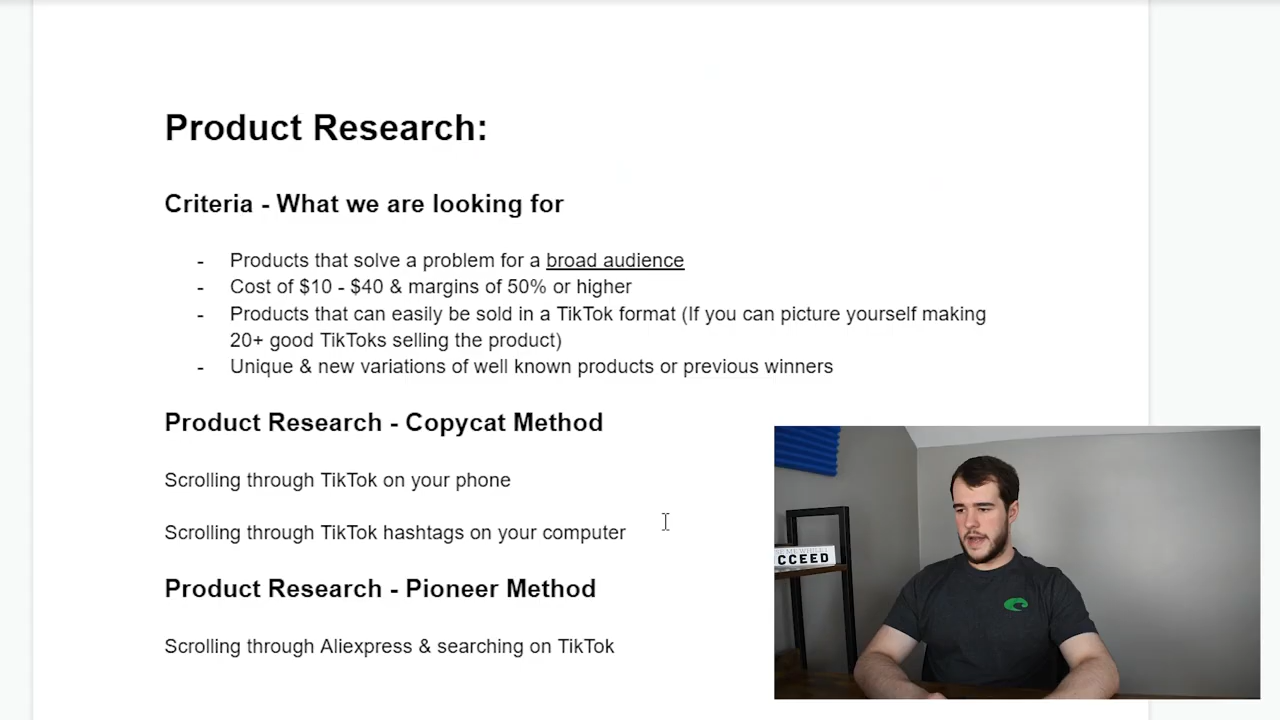 Product Research:
Criteria - What we are looking for
- Products that solve a problem for a broad audience
- Cost of $10 - $40 & margins of 50% or higher
- Products that can easily be sold in a TikTok format (If you can picture yourself making
20+ good TikToks selling the product)
- Unique & new variations of well known products or previous winners
Product Research - Copycat Method
Scrolling through TikTok on your phone
Scrolling through TikTok hashtags on your computer
Product Research - Pioneer Method
Scrolling through Aliexpress & searching on TikTok
CCEED